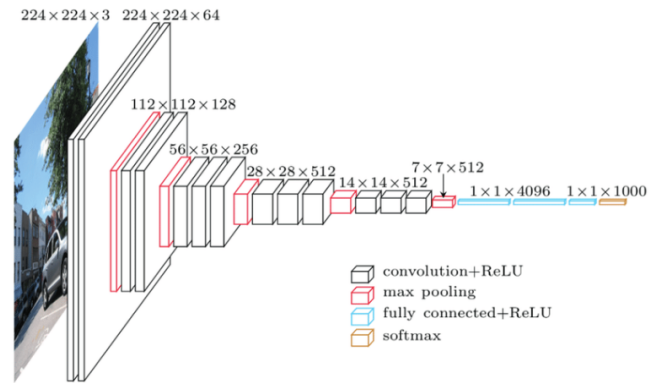 224×224×3
224×224×64
112×112×128
56×56×256
28×28×512
14×14×512
7×7×512
1×1×4096
1×1×1000
convolution+ReLU
max pooling
fully connected+ReLU
softmax